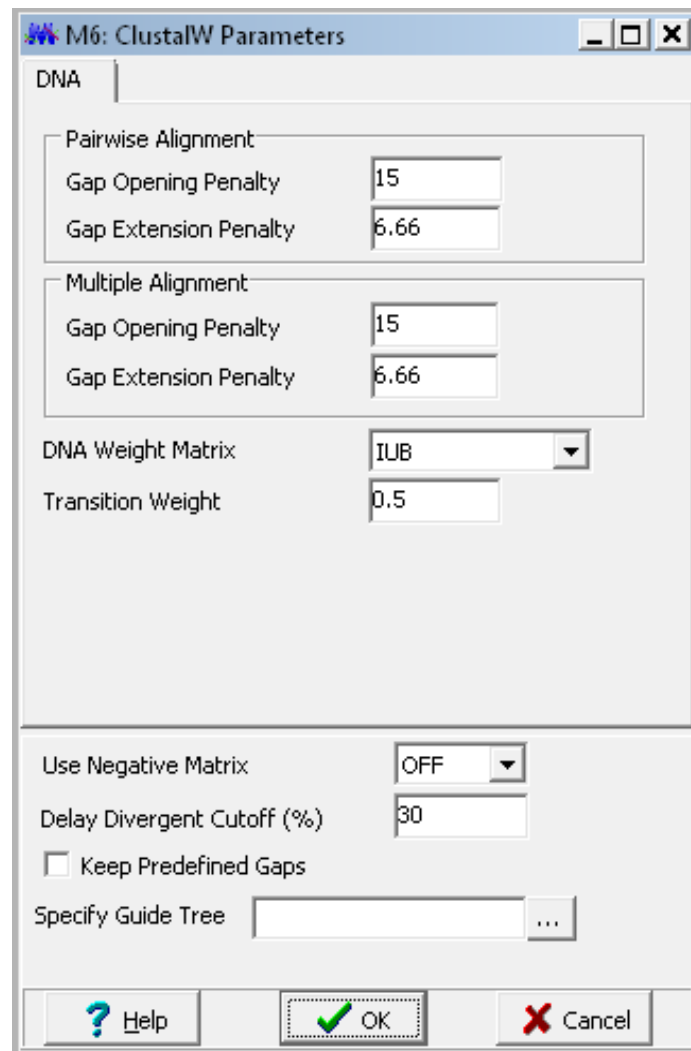 M6: ClustalW Parameters
DNA
Pairwise Alignment
Gap Opening Penalty 15
Gap Extension Penalty 6.66
Multiple Alignment
Gap Opening Penalty 15
Gap Extension Penalty 6.66
DNA Weight Matrix IUB
Transition Weight 0.5
Use Negative Matrix OFF
Delay Divergent Cutoff (%) 30
Keep Predefined Gaps
Specify Guide Tree ...
? Help OK Cancel